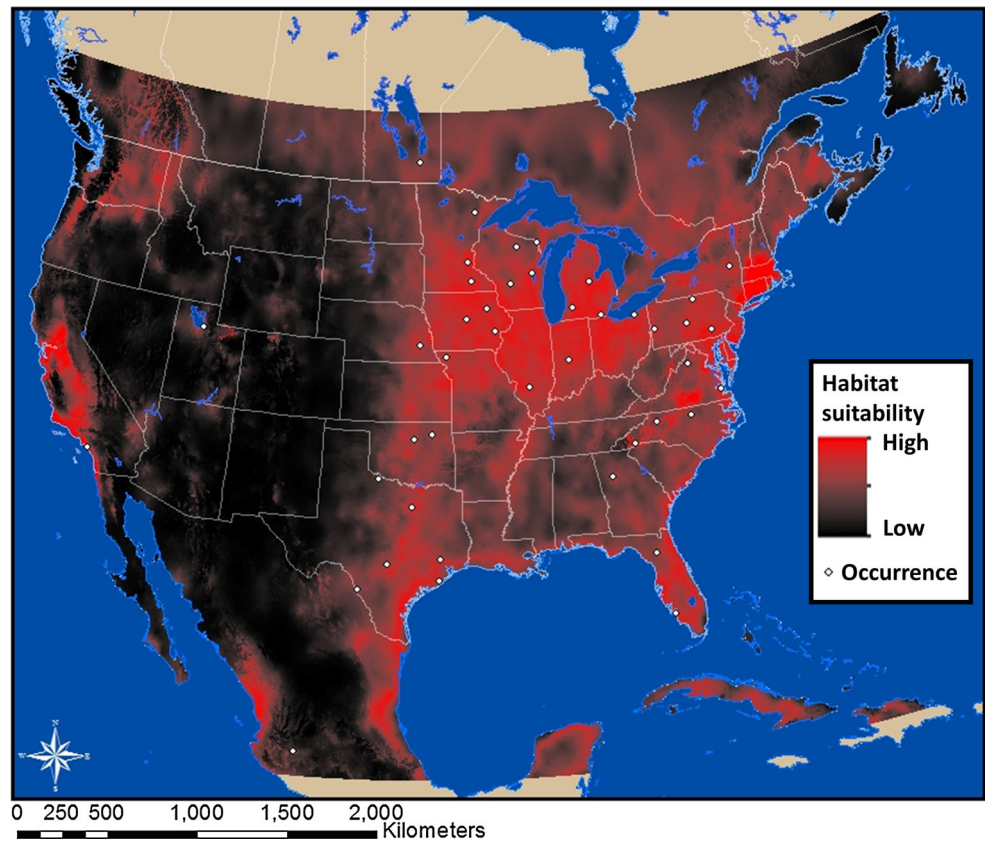 Habitat
suitability
High
Low
Occurrence
N
W
E
S
0 250 500 1,000 1,500 2,000
Kilometers